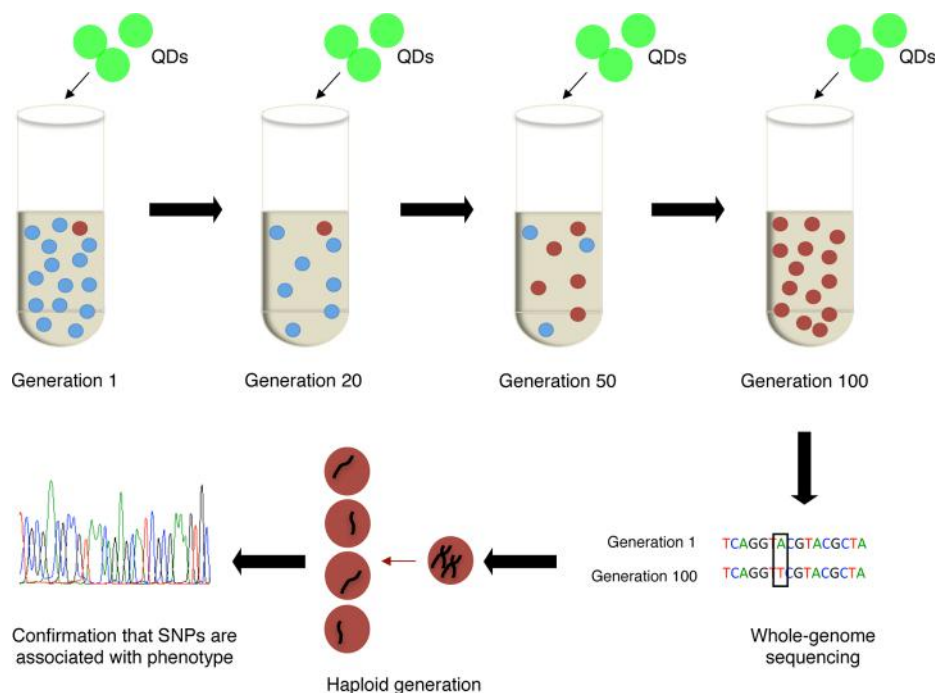 QDs
QDs
QDs
QDs
Generation 1
Generation 20
Generation 50
Generation 100
Generation 1
TCAGGTACGTACGCTA
Generation 100
TCAGGTTCGTACGCTA
Whole-genome
sequencing
Haploid generation
Confirmation that SNPs are
associated with phenotype